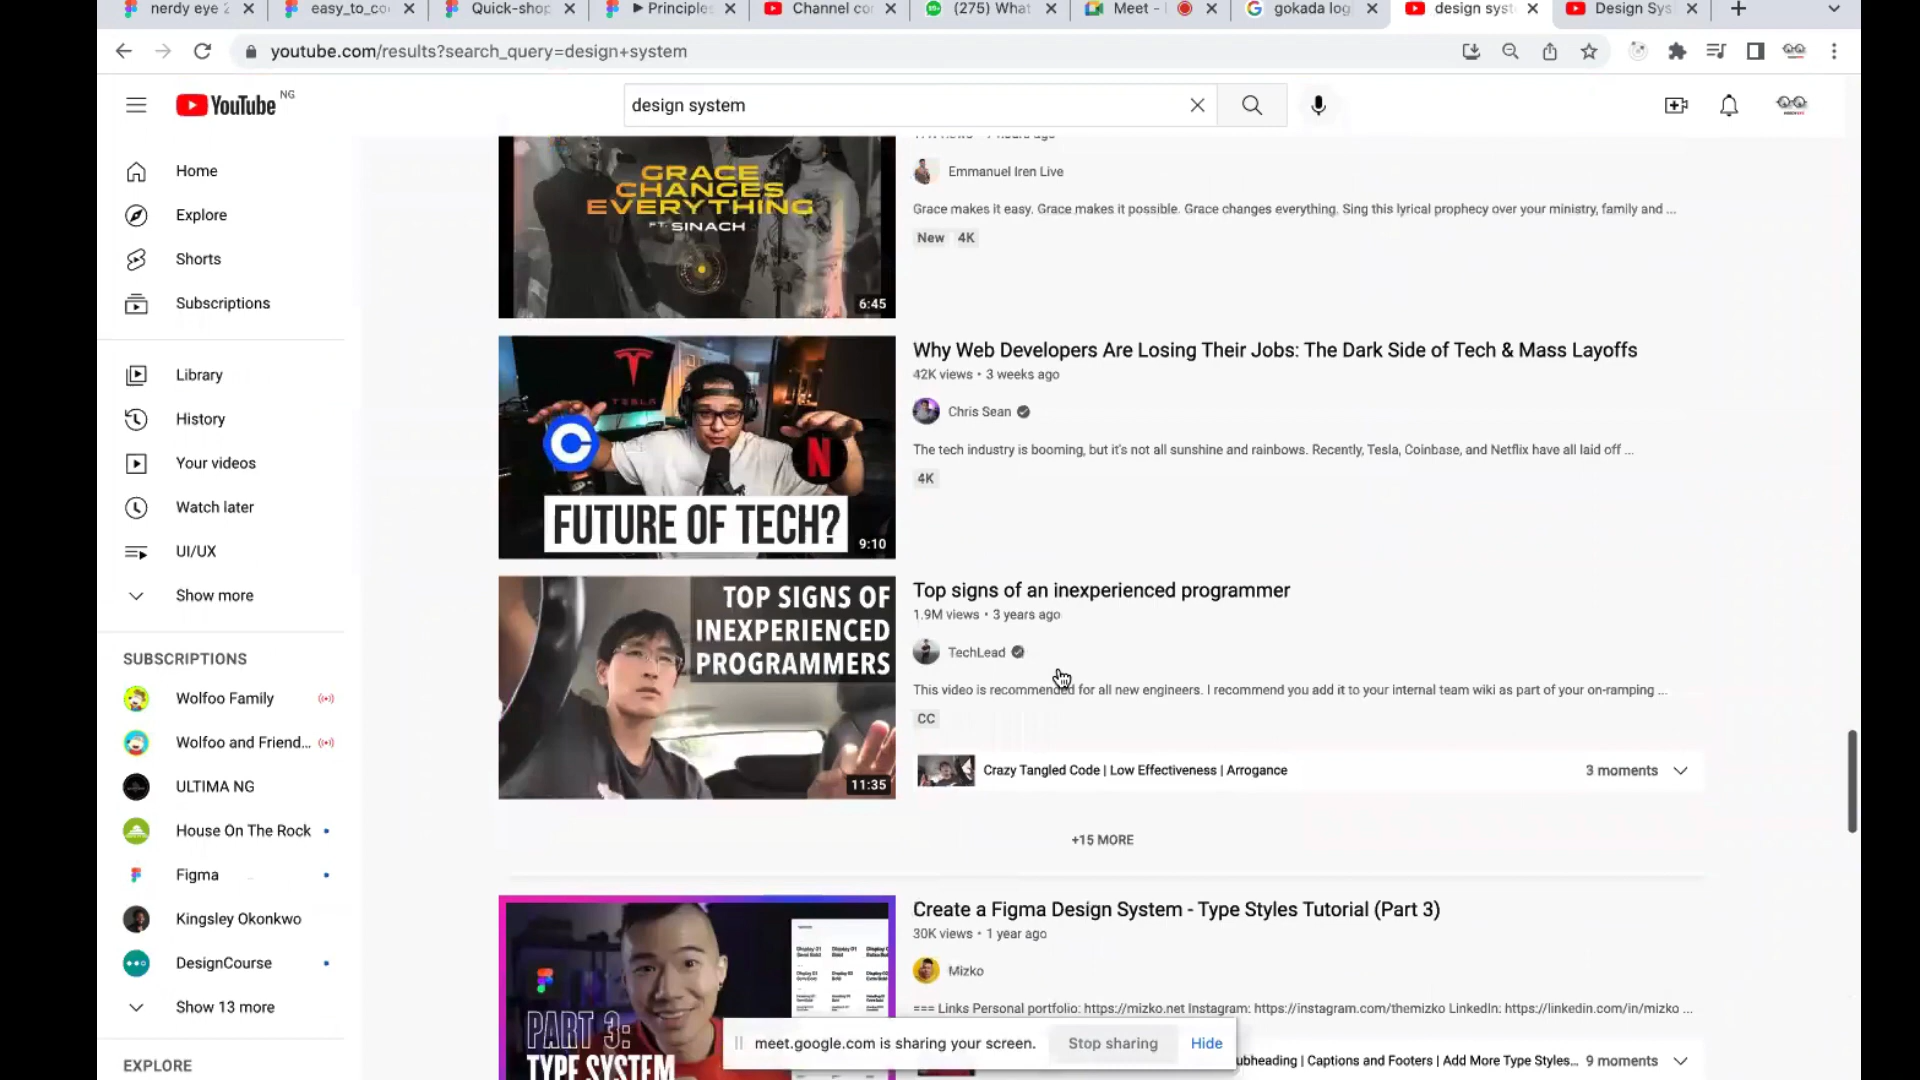 nerdy eye 2
easy_to_co
Quick-shop
Principles
Channel co
(275) What
Meet -
gokada log
design syst
Design Sys
youtube.com/results?search_query=design+system
YouTube NG
design system
Home
Explore
Shorts
Subscriptions
Library
History
Your videos
Watch later
UI/UX
Show more
SUBSCRIPTIONS
Wolfoo Family
Wolfoo and Friend...
ULTIMA NG
House On The Rock
Figma
Kingsley Okonkwo
DesignCourse
Show 13 more
EXPLORE
GRACE
CHANGES
EVERYTHING
FT. SINACH
6:45
Emmanuel Iren Live
Grace makes it easy. Grace makes it possible. Grace changes everything. Sing this lyrical prophecy over your ministry, family and ...
New 4K
TESLA
N
FUTURE OF TECH?
9:10
Why Web Developers Are Losing Their Jobs: The Dark Side of Tech & Mass Layoffs
42K views • 3 weeks ago
Chris Sean
The tech industry is booming, but it's not all sunshine and rainbows. Recently, Tesla, Coinbase, and Netflix have all laid off ...
4K
TOP SIGNS OF
INEXPERIENCED
PROGRAMMERS
11:35
Top signs of an inexperienced programmer
1.9M views • 3 years ago
TechLead
This video is recommended for all new engineers. I recommend you add it to your internal team wiki as part of your on-ramping ...
CC
Crazy Tangled Code | Low Effectiveness | Arrogance
3 moments
+15 MORE
PART 3:
TYPE SYSTEM
Create a Figma Design System - Type Styles Tutorial (Part 3)
30K views • 1 year ago
Mizko
=== Links Personal portfolio: https://mizko.net Instagram: https://instagram.com/themizko LinkedIn: https://linkedin.com/in/mizko ...
ubheading | Captions and Footers | Add More Type Styles...
9 moments
meet.google.com is sharing your screen.
Stop sharing
Hide